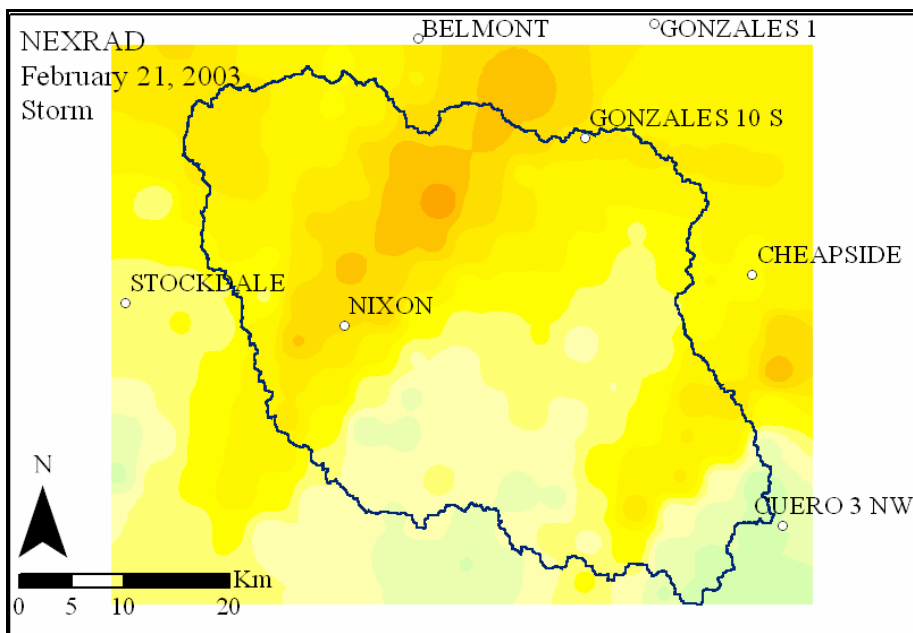 NEXRAD
February 21, 2003
Storm
BELMONT
GONZALES 1
GONZALES 10 S
CHEAPSIDE
STOCKDALE
NIXON
CUERO 3 NW
N
Km
0 5 10 20